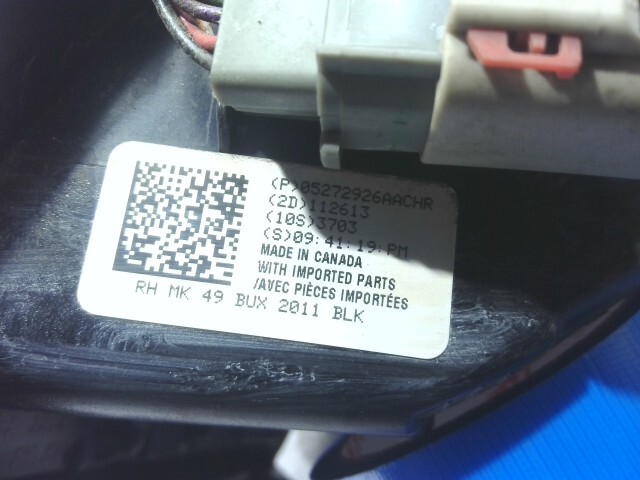 (P)05272926AACHR
(2D)112613
(10S)3703
(S)09:41:19:PM
MADE IN CANADA
WITH IMPORTED PARTS
/AVEC PIÈCES IMPORTÉES
RH MK 49 BUX 2011 BLK